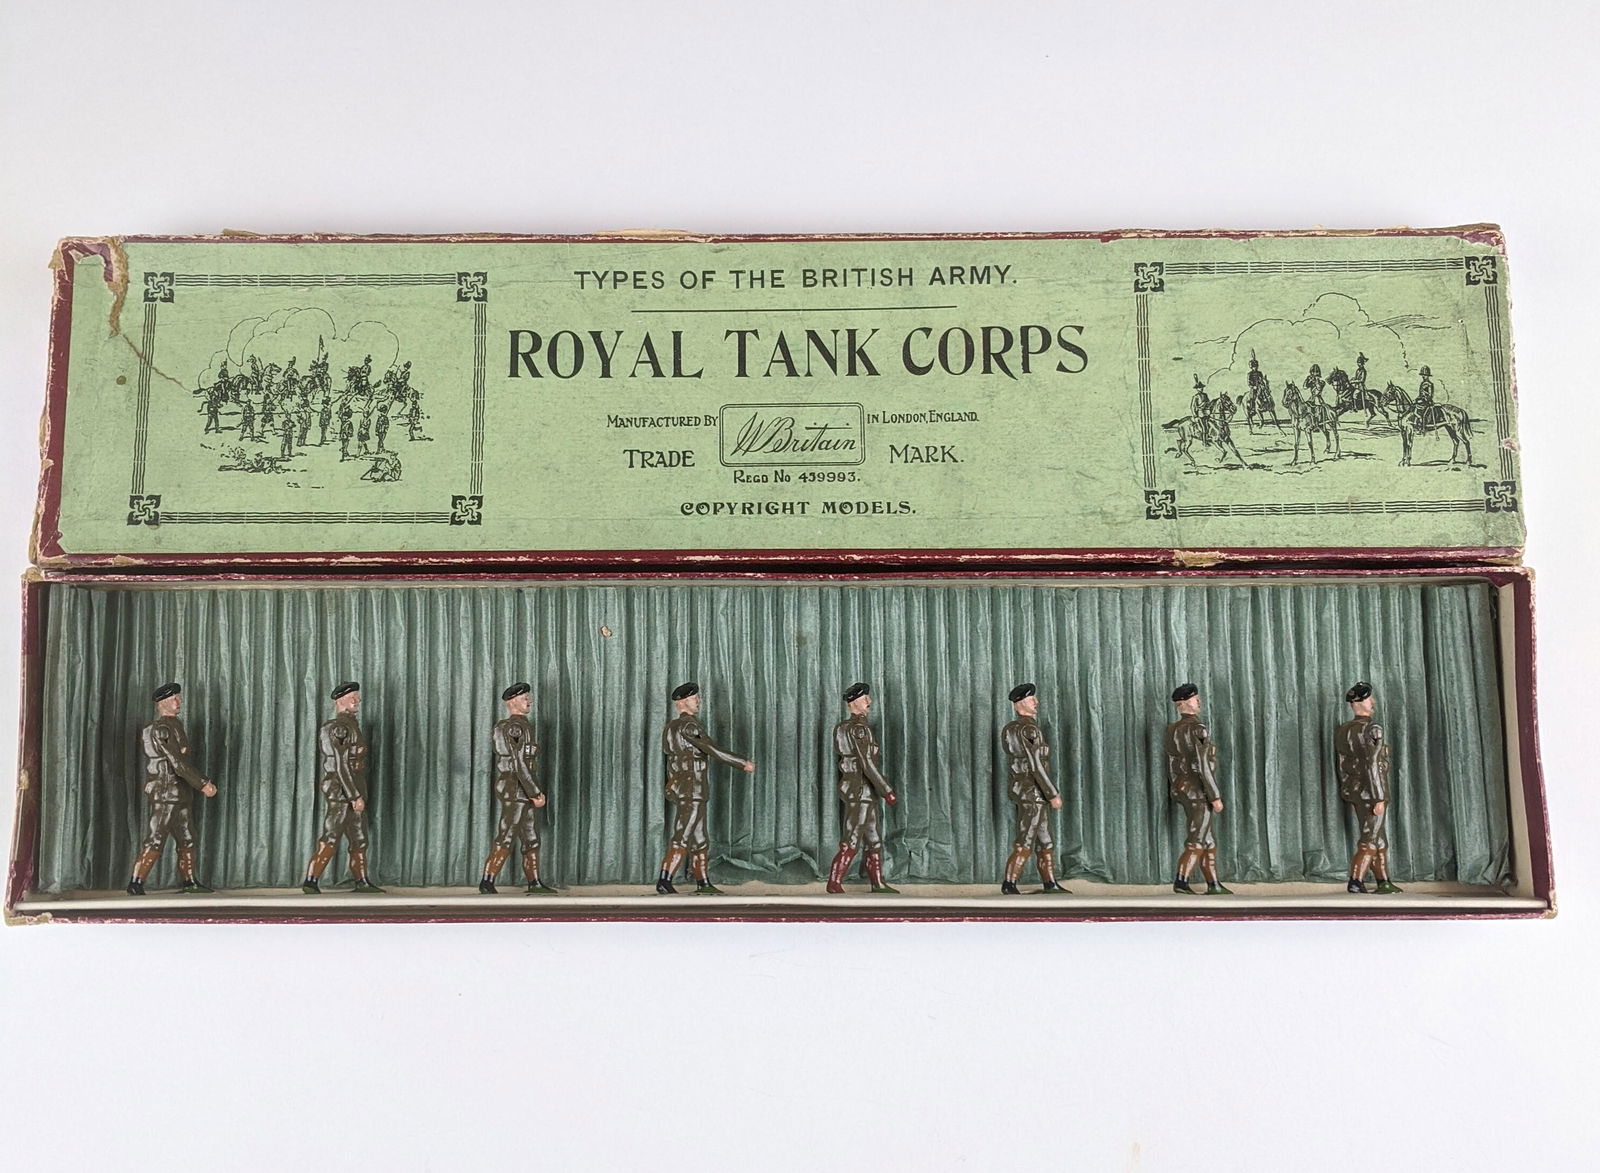 TYPES OF THE BRITISH ARMY.
ROYAL TANK CORPS
MANUFACTURED BY W Britain IN LONDON, ENGLAND.
TRADE MARK.
REGD No 459993.
COPYRIGHT MODELS.